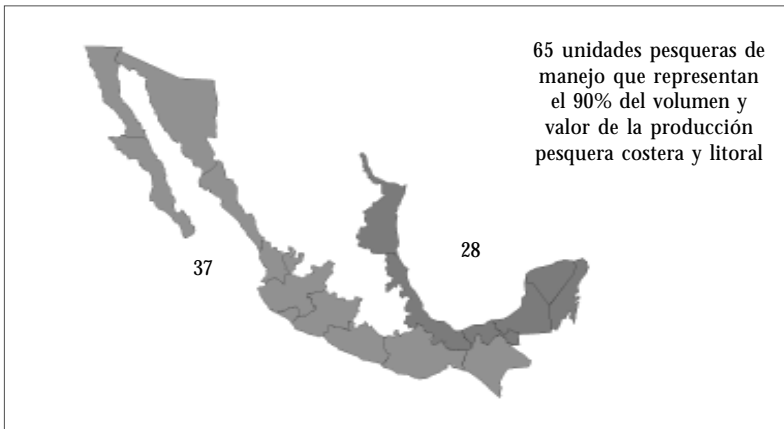 65 unidades pesqueras de
manejo que representan
el 90% del volumen y
valor de la producción
pesquera costera y litoral
28
37